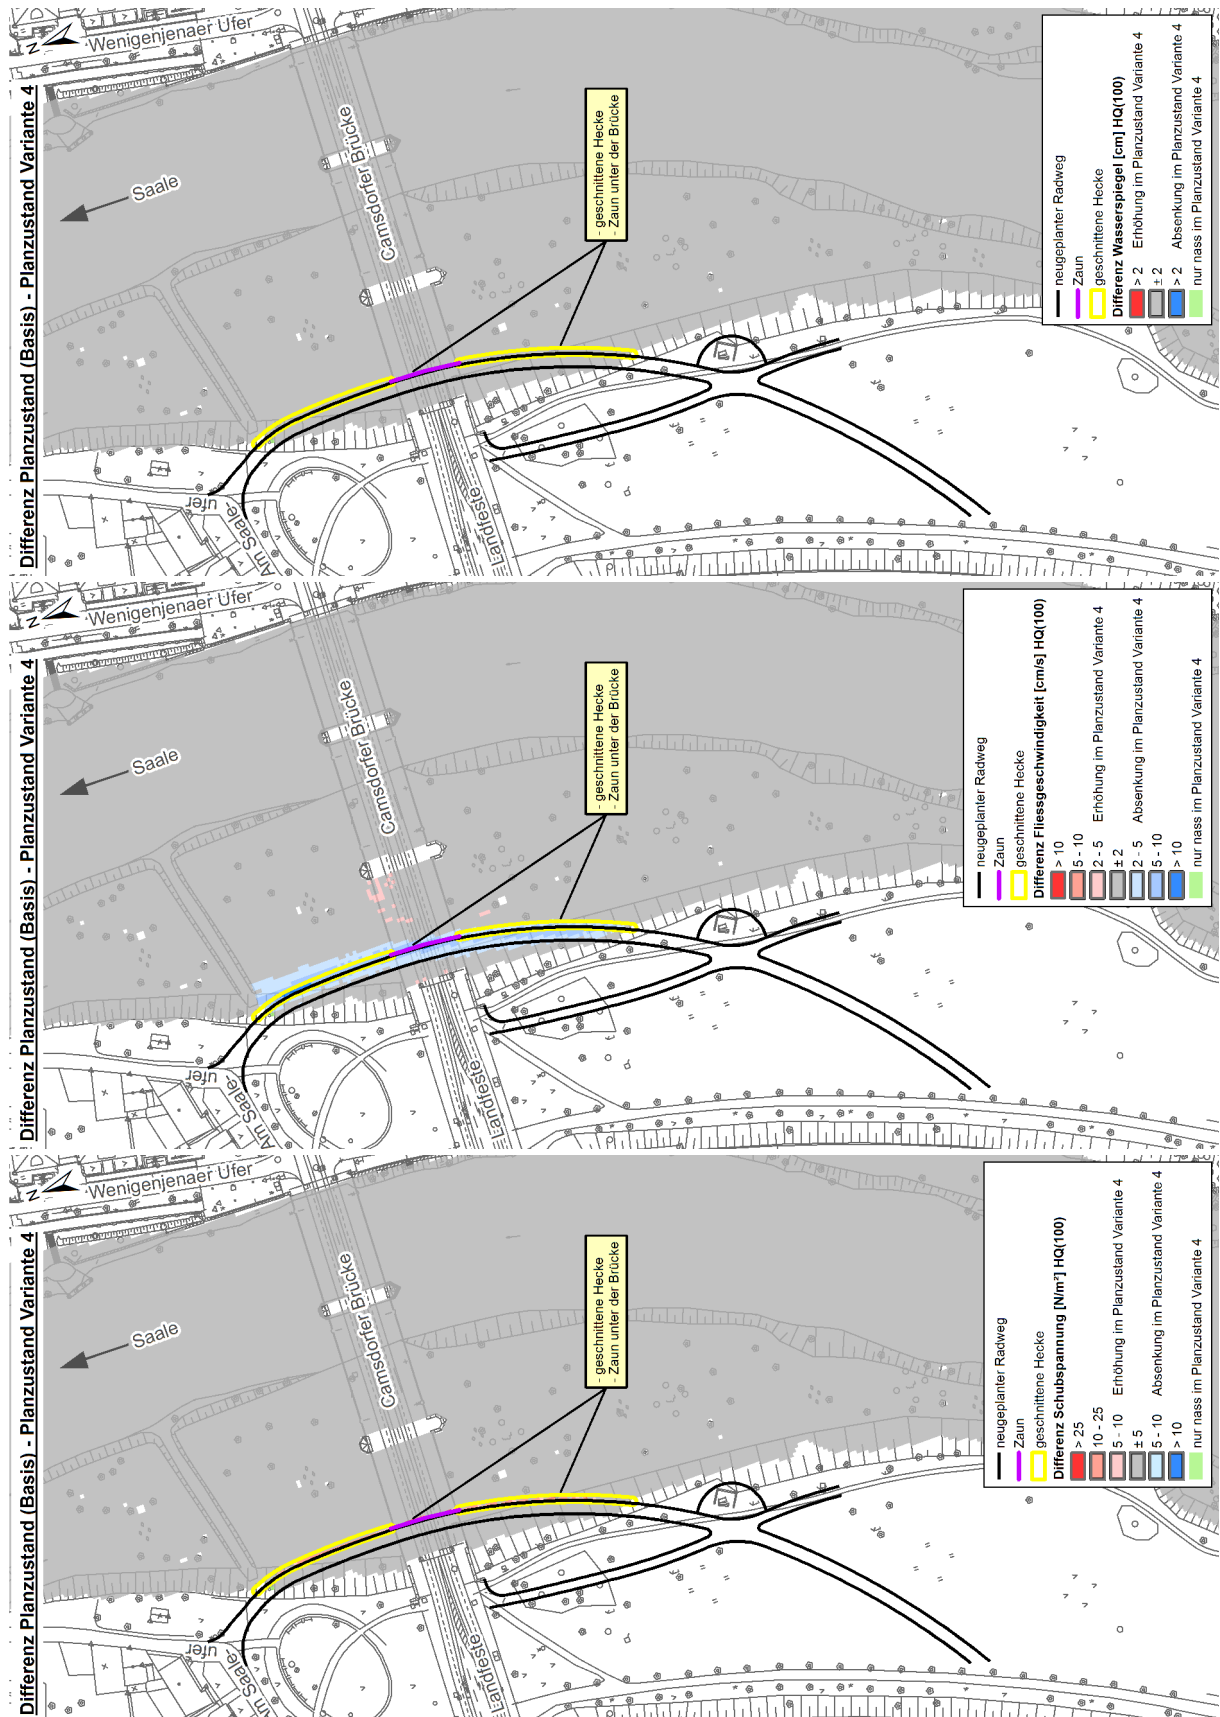 Differenz Planzustand (Basis) - Planzustand Variante 4
N
Wenigenjenaer Ufer
Saale
Camsdorfer Brücke
- geschnittene Hecke
- Zaun unter der Brücke
ufer
Am Saale-
Landfeste
neugeplanter Radweg
Zaun
geschnittene Hecke
Differenz Wasserspiegel [cm] HQ(100)
> 2 Erhöhung im Planzustand Variante 4
± 2
> 2 Absenkung im Planzustand Variante 4
nur nass im Planzustand Variante 4
Differenz Planzustand (Basis) - Planzustand Variante 4
N
Wenigenjenaer Ufer
Saale
Camsdorfer Brücke
- geschnittene Hecke
- Zaun unter der Brücke
ufer
Am Saale-
Landfeste
neugeplanter Radweg
Zaun
geschnittene Hecke
Differenz Fliessgeschwindigkeit [cm/s] HQ(100)
> 10
5 - 10
2 - 5 Erhöhung im Planzustand Variante 4
± 2
2 - 5 Absenkung im Planzustand Variante 4
5 - 10
> 10
nur nass im Planzustand Variante 4
Differenz Planzustand (Basis) - Planzustand Variante 4
N
Wenigenjenaer Ufer
Saale
Camsdorfer Brücke
- geschnittene Hecke
- Zaun unter der Brücke
ufer
Am Saale-
Landfeste
neugeplanter Radweg
Zaun
geschnittene Hecke
Differenz Schubspannung [N/m²] HQ(100)
> 25
10 - 25
5 - 10 Erhöhung im Planzustand Variante 4
± 5
5 - 10 Absenkung im Planzustand Variante 4
> 10
nur nass im Planzustand Variante 4